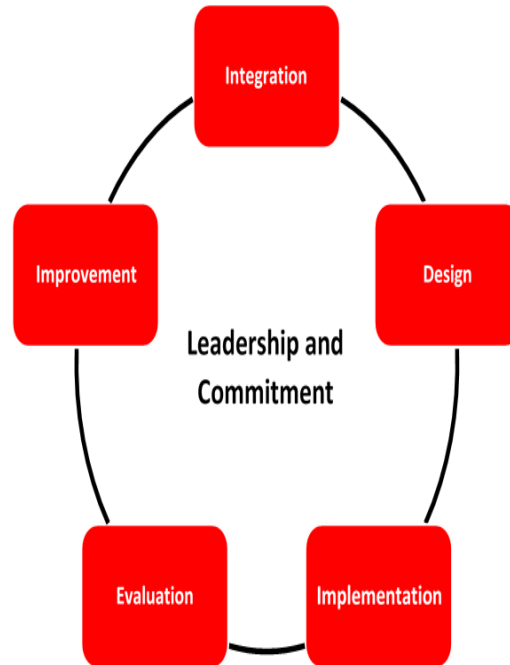 Integration
Design
Implementation
Evaluation
Improvement
Leadership and
Commitment